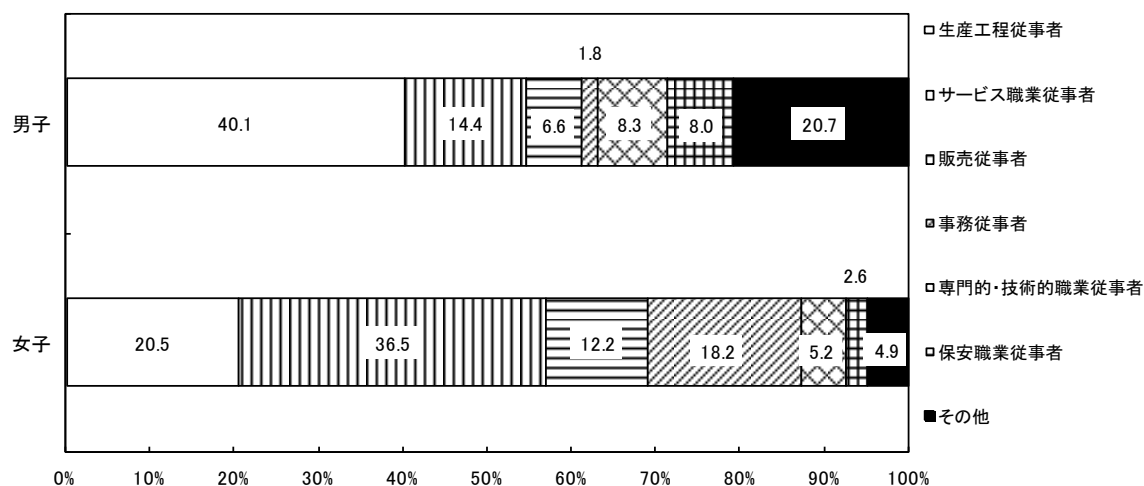 1.8
男子
40.1
14.4
6.6
8.3
8.0
20.7
2.6
女子
20.5
36.5
12.2
18.2
5.2
4.9
0%
10%
20%
30%
40%
50%
60%
70%
80%
90%
100%
生産工程従事者
サービス職業従事者
販売従事者
事務従事者
専門的・技術的職業従事者
保安職業従事者
その他